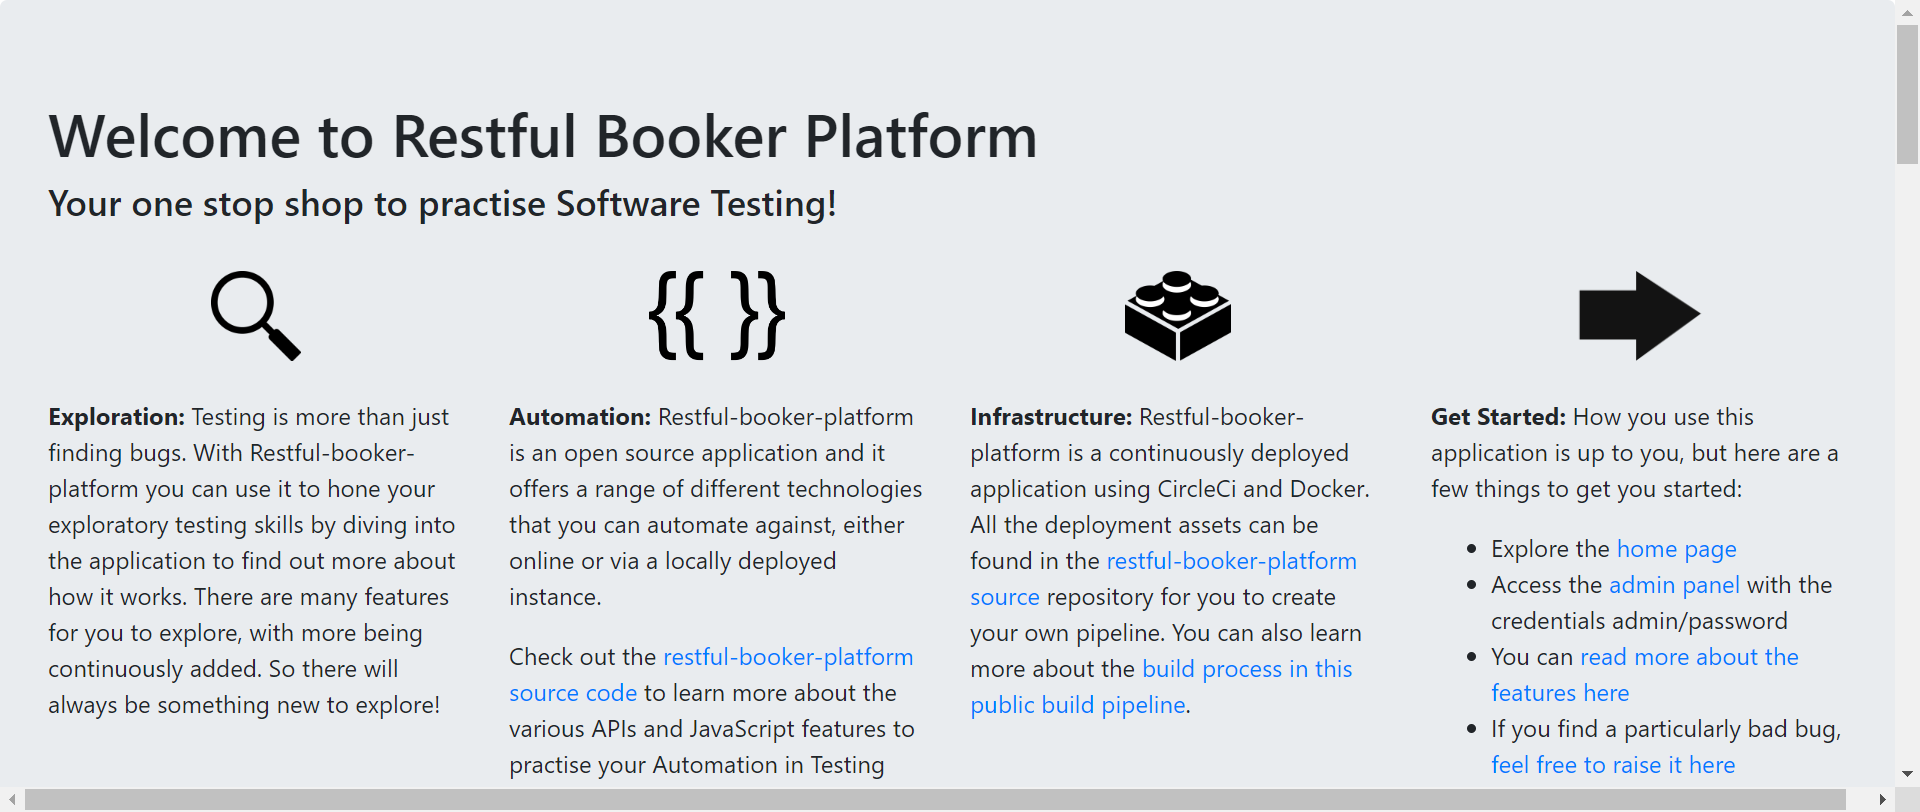 Welcome to Restful Booker Platform
Your one stop shop to practise Software Testing!
{{ }}
Exploration: Testing is more than just
finding bugs. With Restful-booker-
platform you can use it to hone your
exploratory testing skills by diving into
the application to find out more about
how it works. There are many features
for you to explore, with more being
continuously added. So there will
always be something new to explore!
Automation: Restful-booker-platform
is an open source application and it
offers a range of different technologies
that you can automate against, either
online or via a locally deployed
instance.
Check out the restful-booker-platform
source code to learn more about the
various APIs and JavaScript features to
practise your Automation in Testing
Infrastructure: Restful-booker-
platform is a continuously deployed
application using CircleCi and Docker.
All the deployment assets can be
found in the restful-booker-platform
source repository for you to create
your own pipeline. You can also learn
more about the build process in this
public build pipeline.
Get Started: How you use this
application is up to you, but here are a
few things to get you started:
• Explore the home page
• Access the admin panel with the
credentials admin/password
• You can read more about the
features here
• If you find a particularly bad bug,
feel free to raise it here